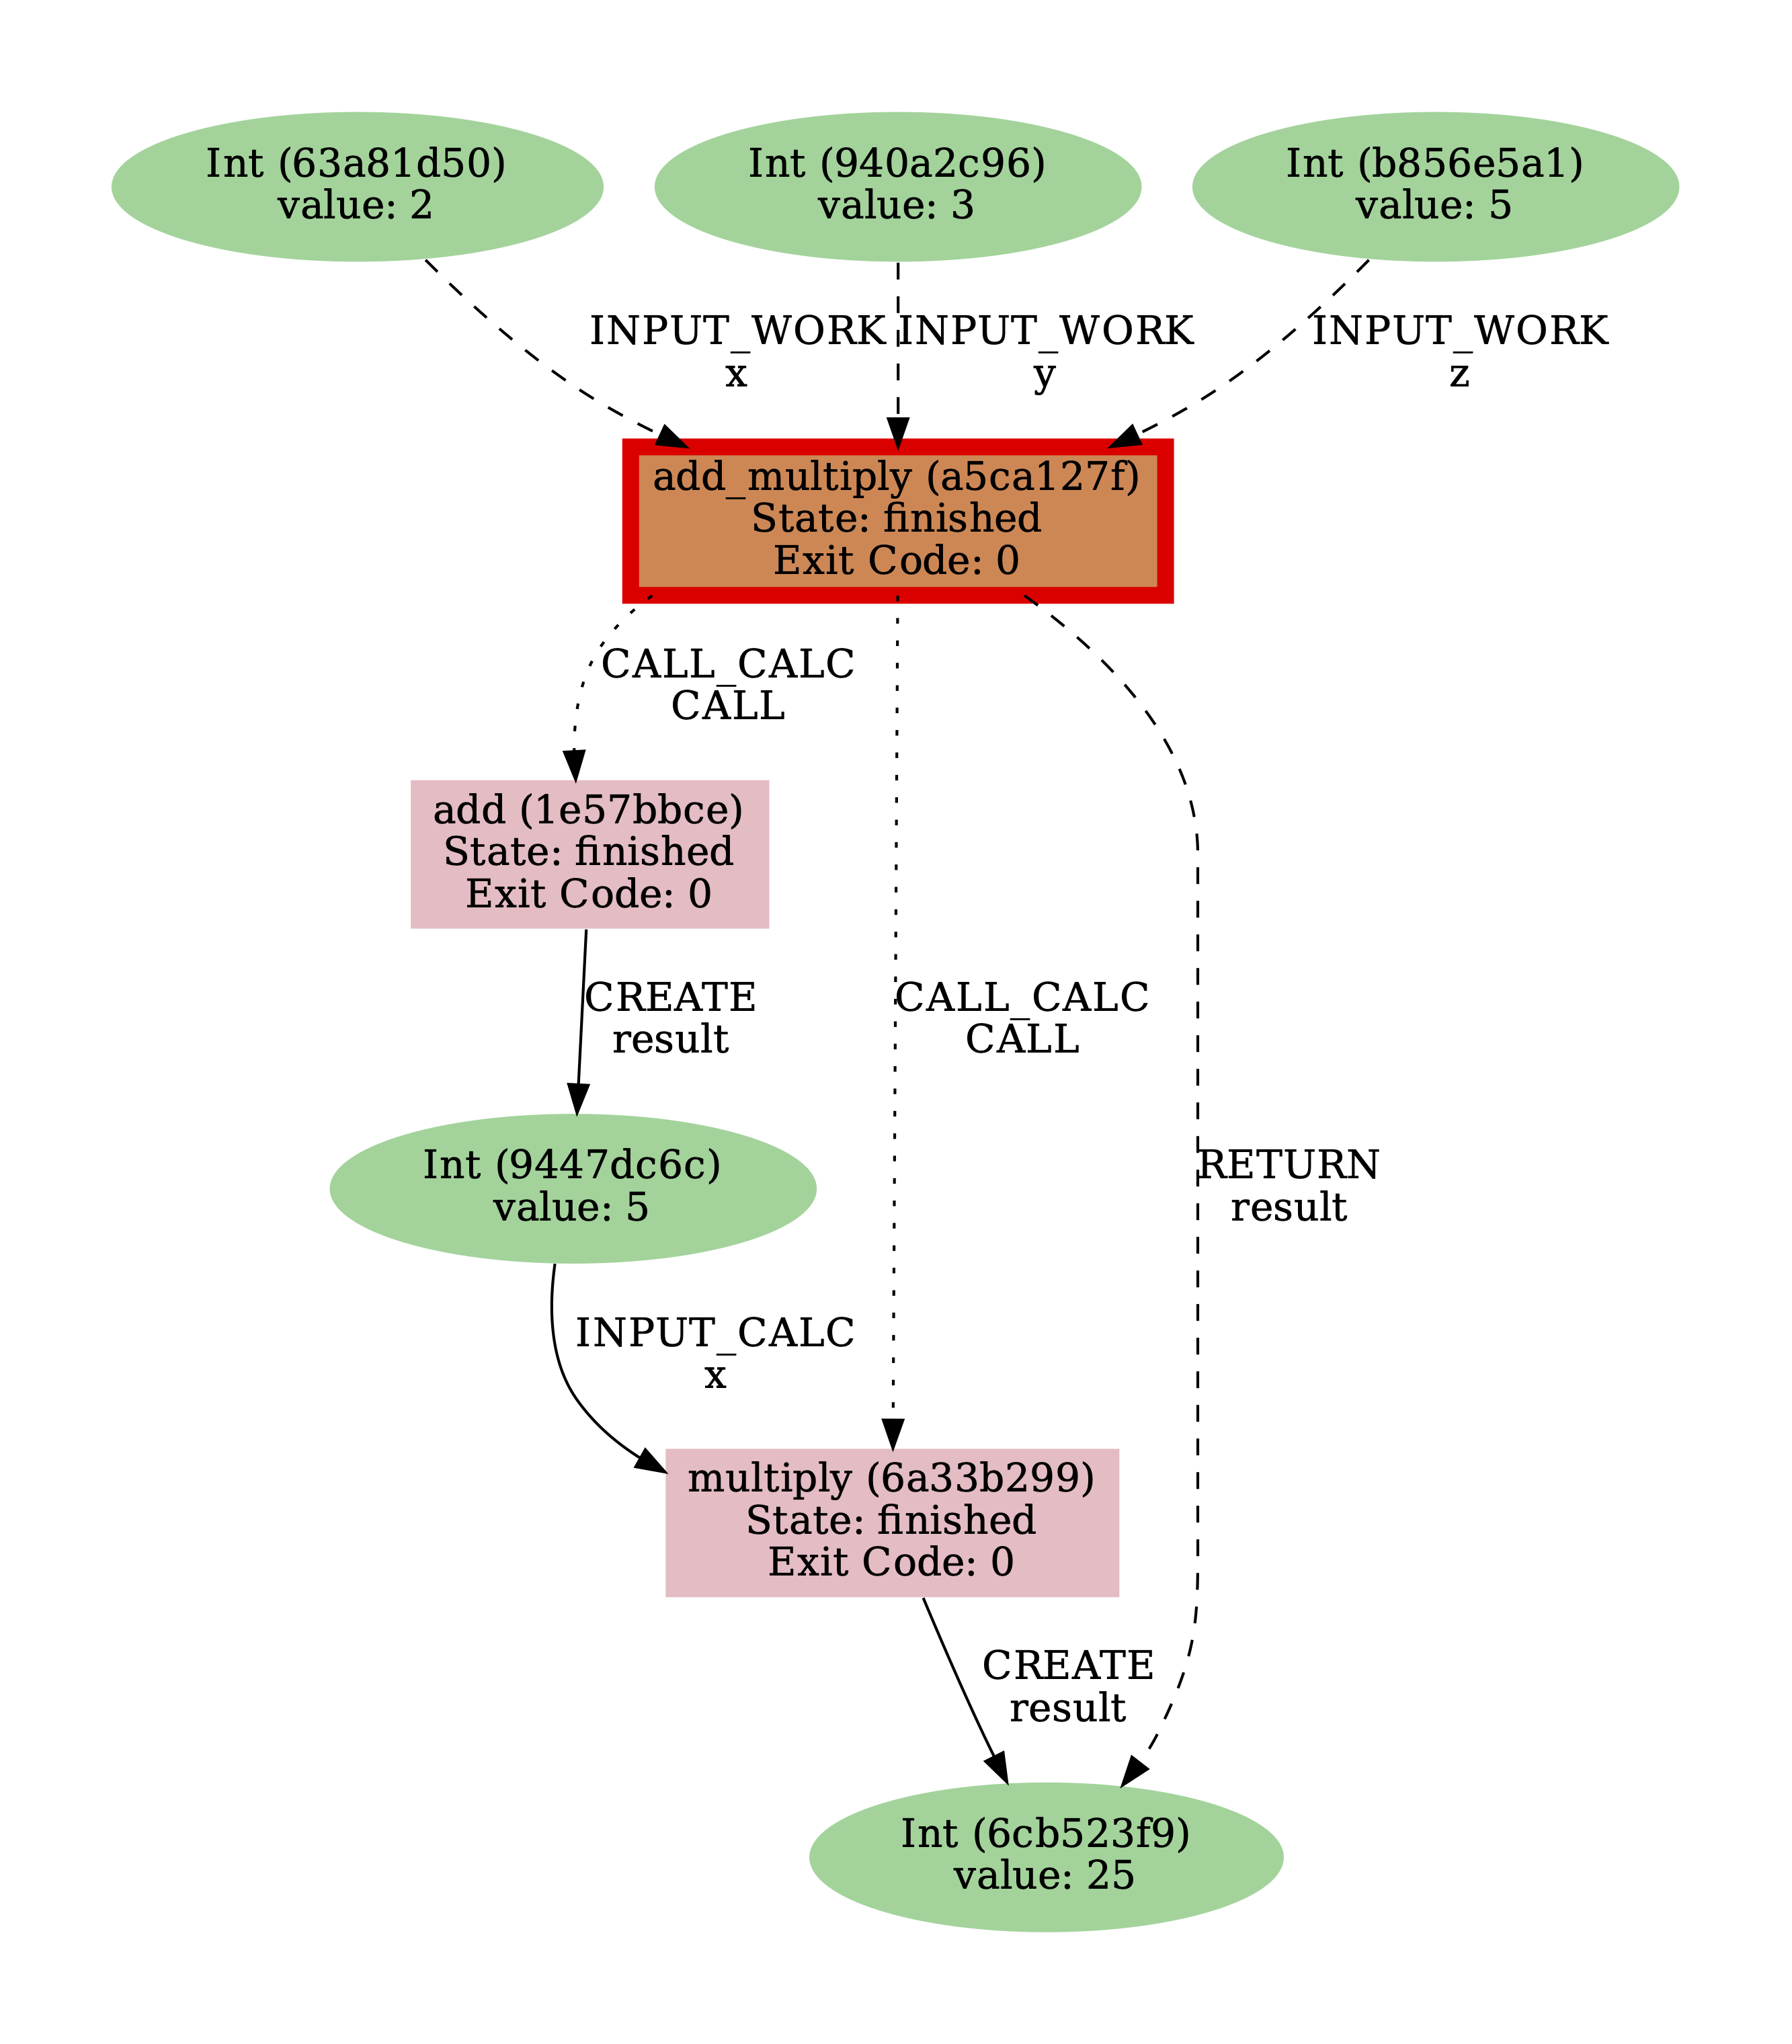 Int (63a81d50)
value: 2
Int (940a2c96)
value: 3
Int (b856e5a1)
value: 5
INPUT_WORK
x
INPUT_WORK
y
INPUT_WORK
z
add_multiply (a5ca127f)
State: finished
Exit Code: 0
CALL_CALC
CALL
add (1e57bbce)
State: finished
Exit Code: 0
CREATE
result
CALL_CALC
CALL
Int (9447dc6c)
value: 5
RETURN
result
INPUT_CALC
x
multiply (6a33b299)
State: finished
Exit Code: 0
CREATE
result
Int (6cb523f9)
value: 25